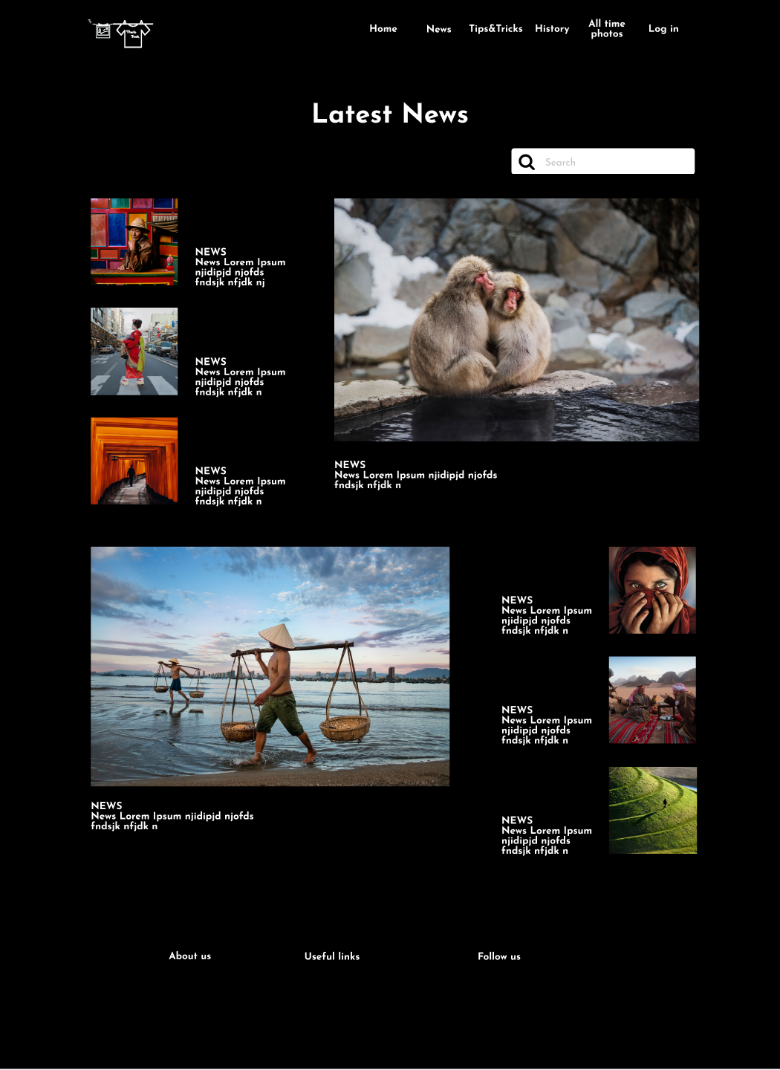 Home
News
Tips&Tricks
History
All time
photos
Log in
Latest News
Search
NEWS
News Lorem Ipsum
njidipjd njofds
fndsjk nfjdk nj
NEWS
News Lorem Ipsum
njidipjd njofds
fndsjk nfjdk n
NEWS
News Lorem Ipsum
njidipjd njofds
fndsjk nfjdk n
NEWS
News Lorem Ipsum njidipjd njofds
fndsjk nfjdk n
NEWS
News Lorem Ipsum njidipjd njofds
fndsjk nfjdk n
NEWS
News Lorem Ipsum
njidipjd njofds
fndsjk nfjdk n
NEWS
News Lorem Ipsum
njidipjd njofds
fndsjk nfjdk n
NEWS
News Lorem Ipsum
njidipjd njofds
fndsjk nfjdk n
About us
Useful links
Follow us